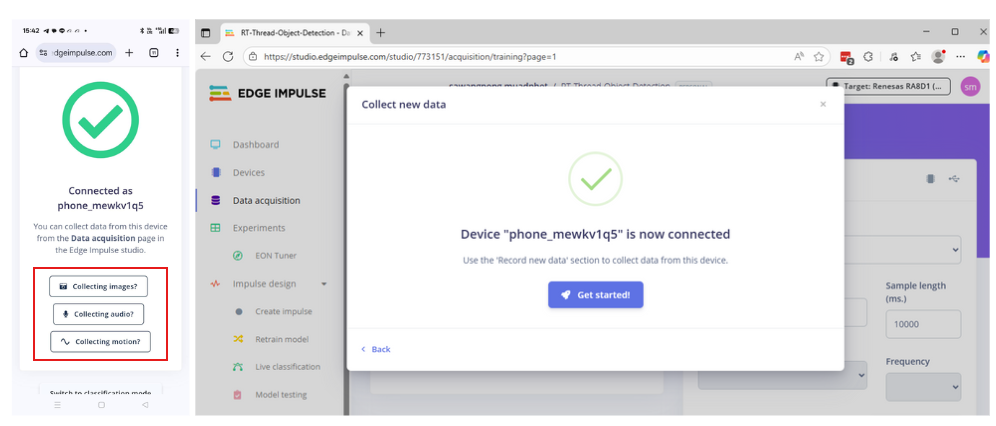 15:42
edgeimpulse.com
Connected as
phone_mewkv1q5
You can collect data from this device
from the Data acquisition page in
the Edge Impulse studio.
Collecting images?
Collecting audio?
Collecting motion?
Switch to classification mode
RT-Thread-Object-Detection - Da
https://studio.edgeimpulse.com/studio/773151/acquisition/training?page=1
EDGE IMPULSE
Target: Renesas RA8D1 (...
sm
Dashboard
Devices
Data acquisition
Experiments
EON Tuner
Impulse design
Create impulse
Retrain model
Live classification
Model testing
Collect new data
Device "phone_mewkv1q5" is now connected
Use the 'Record new data' section to collect data from this device.
Get started!
Back
Sample length
(ms.)
10000
Frequency